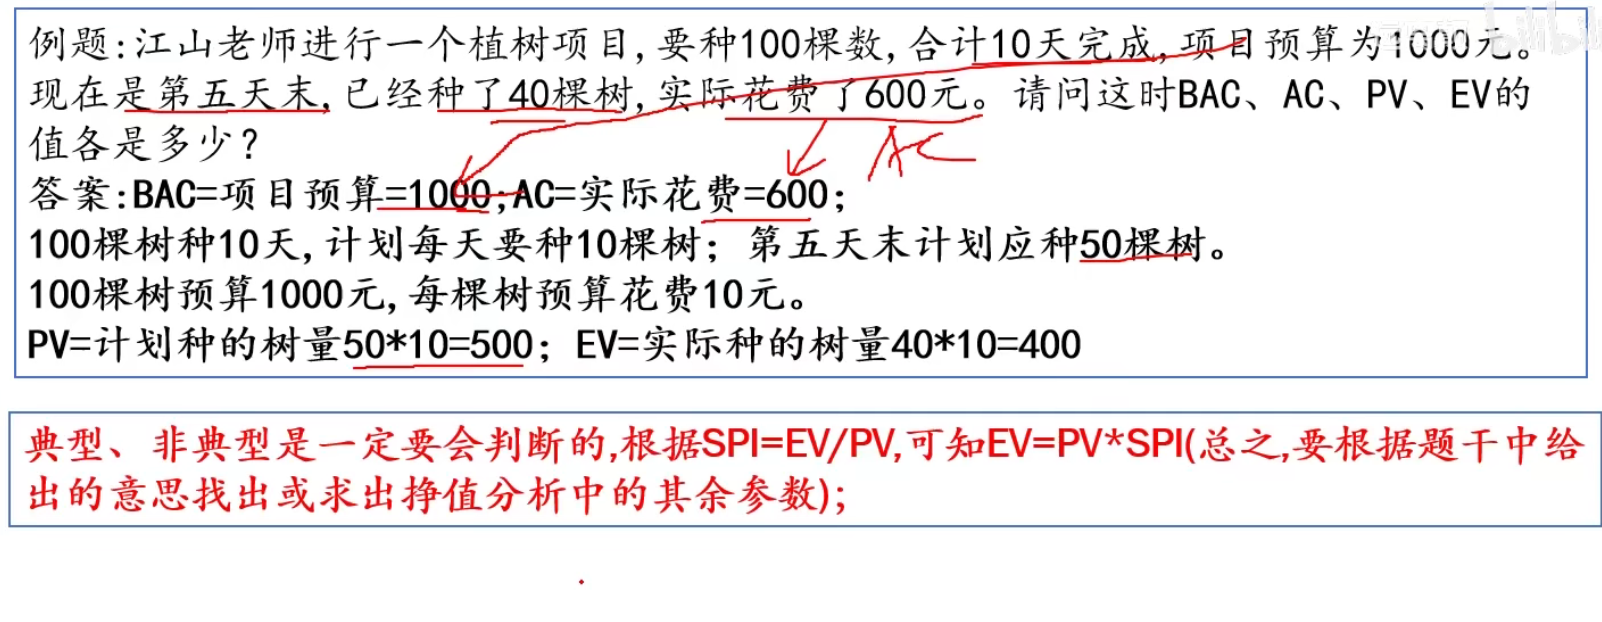 例题:江山老师进行一个植树项目,要种100棵数,合计10天完成,项目预算为1000元。
现在是第五天末,已经种了40棵树,实际花费了600元。请问这时BAC、AC、PV、EV的
值各是多少?
AC
答案:BAC=项目预算=1000;AC=实际花费=600;
100棵树种10天,计划每天要种10棵树;第五天末计划应种50棵树。
100棵树预算1000元,每棵树预算花费10元。
PV=计划种的树量50*10=500;EV=实际种的树量40*10=400
典型、非典型是一定要会判断的,根据SPI=EV/PV,可知EV=PV*SPI(总之,要根据题干中给
出的意思找出或求出挣值分析中的其余参数);
bilibili